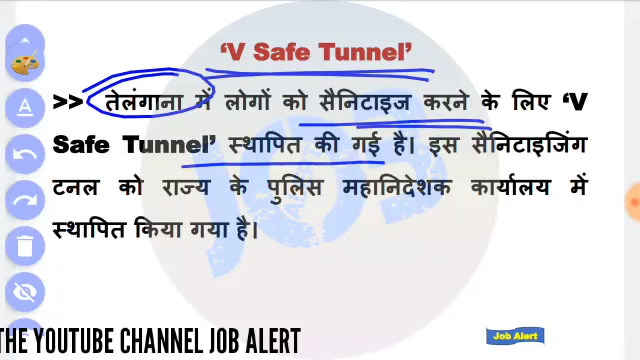 'V Safe Tunnel'
>> तेलंगाना में लोगों को सैनिटाइज करने के लिए 'V
Safe Tunnel' स्थापित की गई है। इस सैनिटाइजिंग
टनल को राज्य के पुलिस महानिदेशक कार्यालय में
स्थापित किया गया है।
JOB
THE YOUTUBE CHANNEL JOB ALERT
Job Alert
A